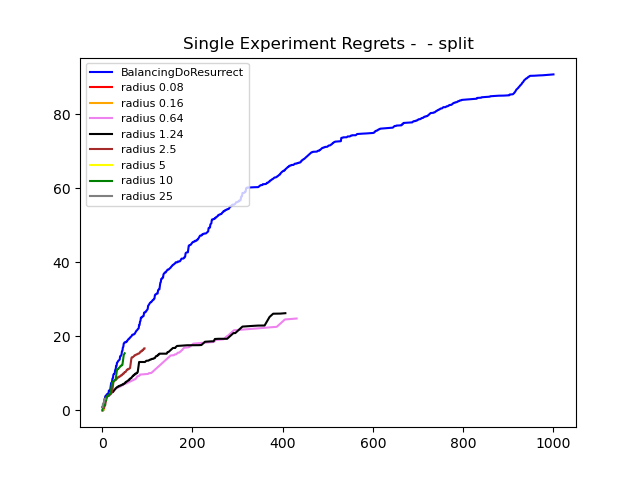 Single Experiment Regrets -  - split
BalancingDoResurrect
radius 0.08
radius 0.16
radius 0.64
radius 1.24
radius 2.5
radius 5
radius 10
radius 25
80
60
40
20
0
0 200 400 600 800 1000